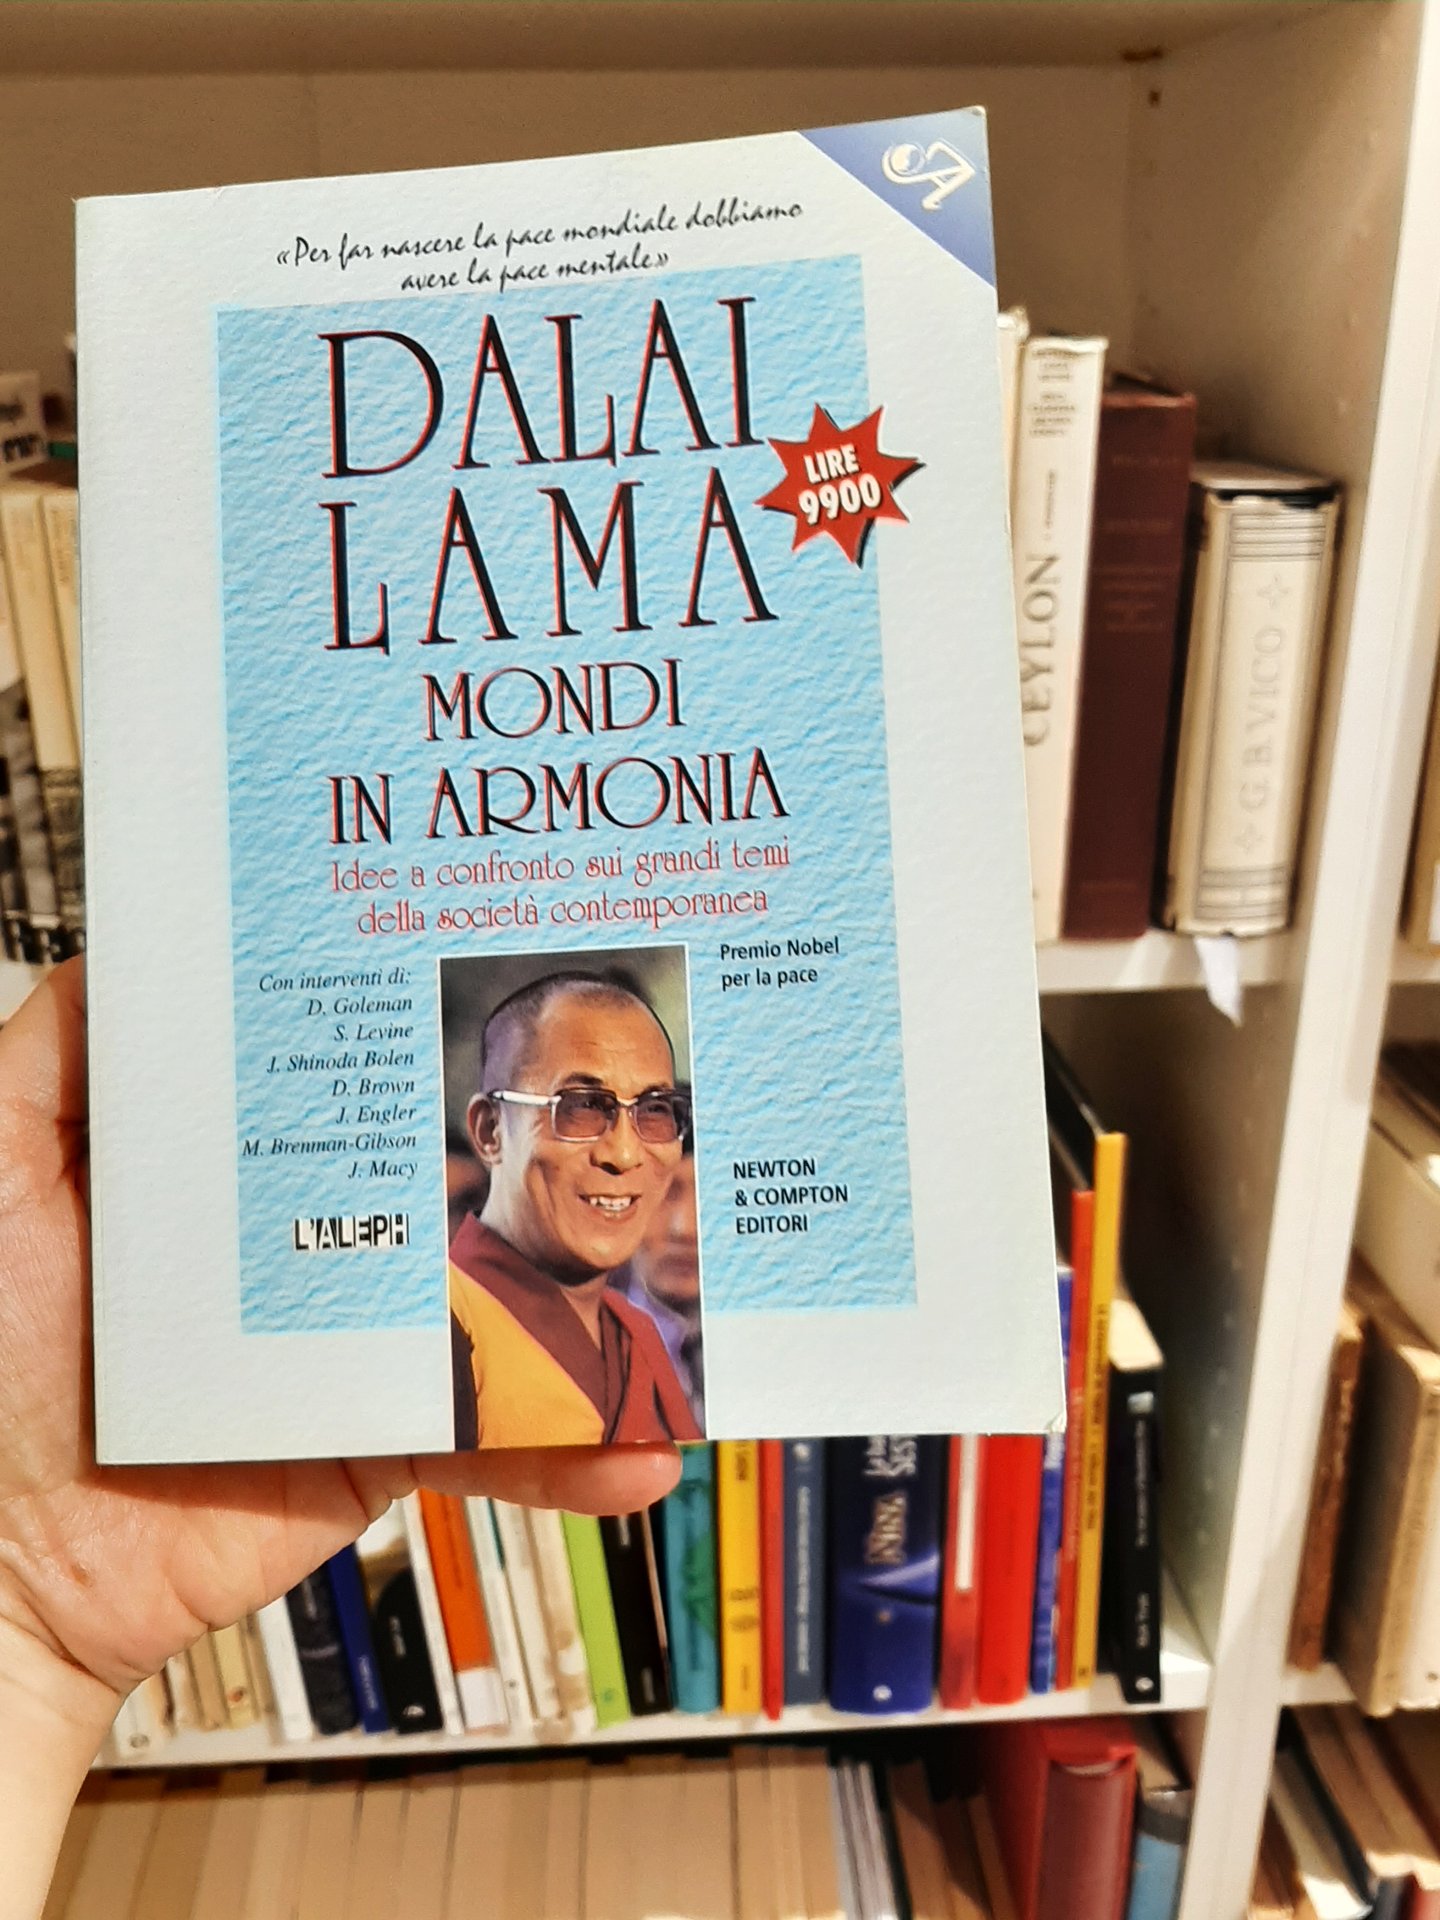 «Per far nascere la pace mondiale dobbiamo
avere la pace mentale»
DALAI
LAMA
LIRE
9900
MONDI
IN ARMONIA
Idee a confronto sui grandi temi
della società contemporanea
Con interventi di:
D. Goleman
S. Levine
J. Shinoda Bolen
D. Brown
J. Engler
M. Brenman-Gibson
J. Macy
L'ALEPH
Premio Nobel
per la pace
NEWTON
& COMPTON
EDITORI
CEYLON
G. B. VICO